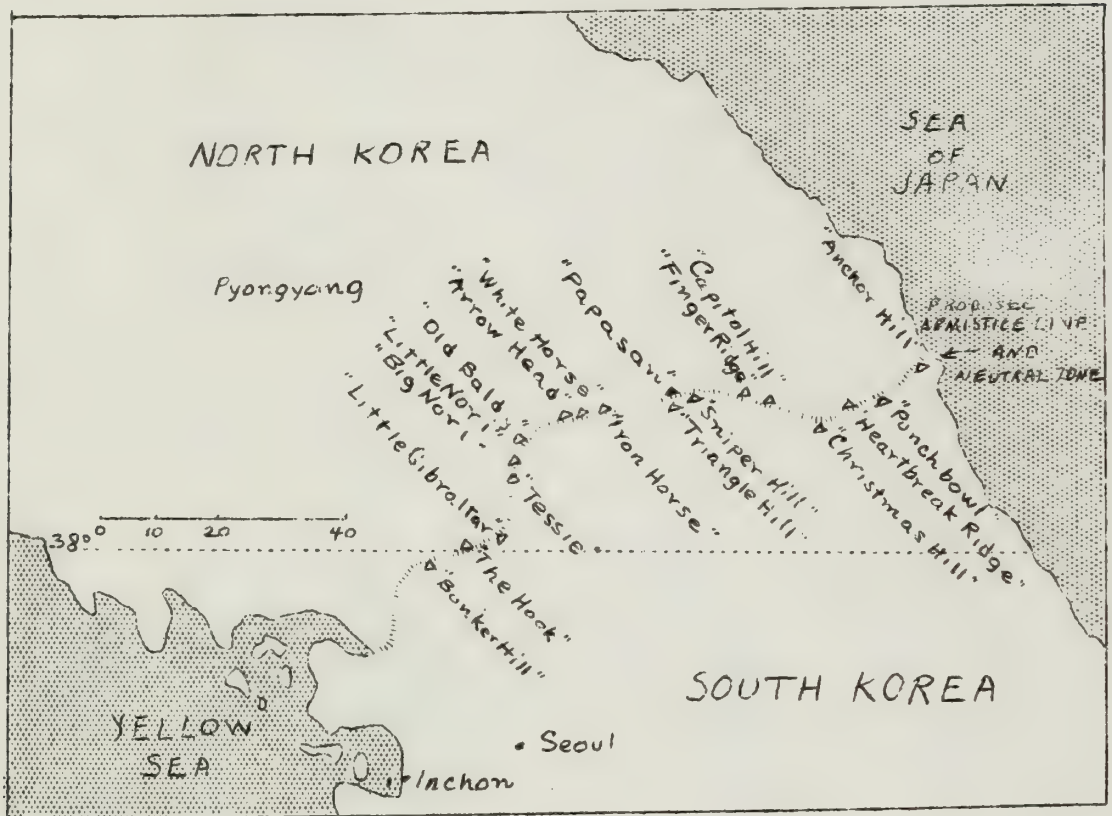 NORTH KOREA
SEA
OF
JAPAN
Pyongyang
"Little Gibraltar"
"Big Nori"
"Little Nori"
"Old Baldy"
"Arrow Head"
"White Horse"
"Papasan"
"Finger Ridge"
"Capitol Hill"
"Anchor Hill"
PROPOSED
ARMISTICE LINE
AND
NEUTRAL ZONE
"Punchbowl"
"Heartbreak Ridge"
"Christmas Hill"
"Sniper Hill"
"Triangle Hill"
"Iron Horse"
"Tessie"
"The Hook"
"Bunker Hill"
0 10 20 40
38°
SOUTH KOREA
YELLOW
SEA
Seoul
Inchon